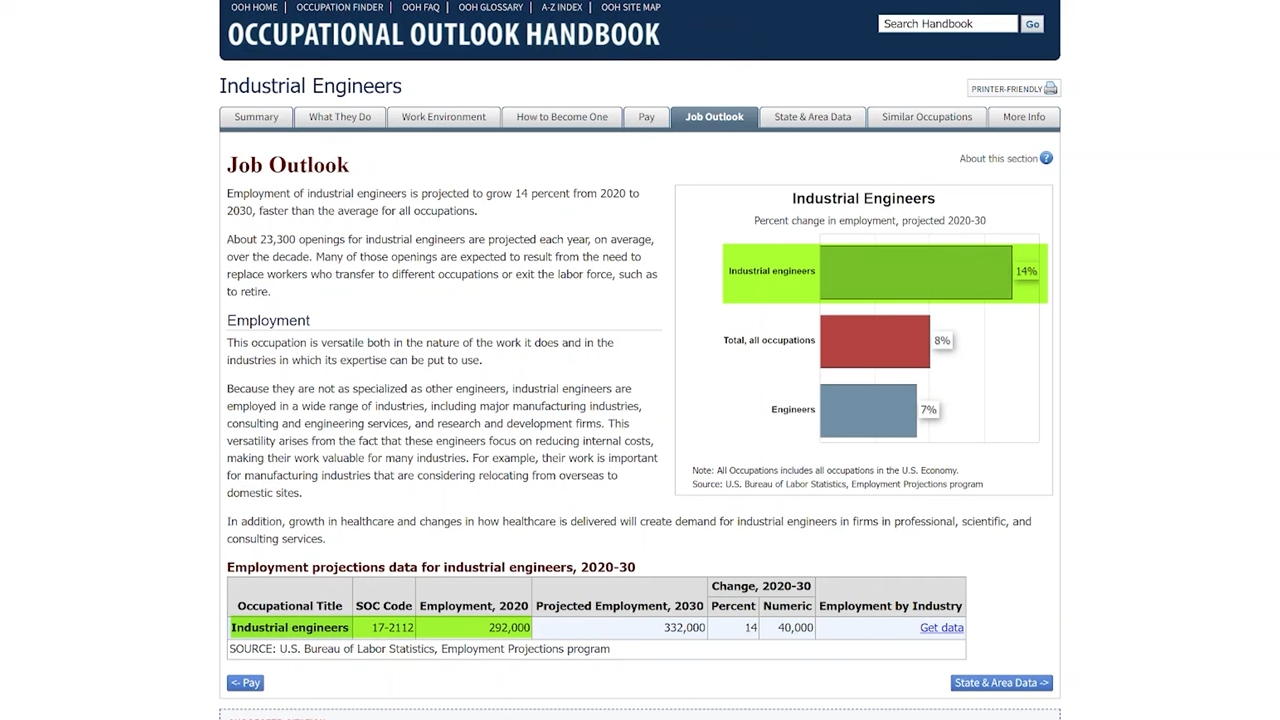 OOH HOME | OCCUPATION FINDER | OOH FAQ | OOH GLOSSARY | A-Z INDEX | OOH SITE MAP
OCCUPATIONAL OUTLOOK HANDBOOK
Search Handbook Go
Industrial Engineers
PRINTER-FRIENDLY
Summary What They Do Work Environment How to Become One Pay Job Outlook State & Area Data Similar Occupations More Info
Job Outlook
About this section ?
Employment of industrial engineers is projected to grow 14 percent from 2020 to
2030, faster than the average for all occupations.
About 23,300 openings for industrial engineers are projected each year, on average,
over the decade. Many of those openings are expected to result from the need to
replace workers who transfer to different occupations or exit the labor force, such as
to retire.
Employment
This occupation is versatile both in the nature of the work it does and in the
industries in which its expertise can be put to use.
Because they are not as specialized as other engineers, industrial engineers are
employed in a wide range of industries, including major manufacturing industries,
consulting and engineering services, and research and development firms. This
versatility arises from the fact that these engineers focus on reducing internal costs,
making their work valuable for many industries. For example, their work is important
for manufacturing industries that are considering relocating from overseas to
domestic sites.
Industrial Engineers
Percent change in employment, projected 2020-30
Industrial engineers 14%
Total, all occupations 8%
Engineers 7%
Note: All Occupations includes all occupations in the U.S. Economy.
Source: U.S. Bureau of Labor Statistics, Employment Projections program
In addition, growth in healthcare and changes in how healthcare is delivered will create demand for industrial engineers in firms in professional, scientific, and
consulting services.
Employment projections data for industrial engineers, 2020-30
Change, 2020-30
Occupational Title SOC Code Employment, 2020 Projected Employment, 2030 Percent Numeric Employment by Industry
Industrial engineers 17-2112 292,000 332,000 14 40,000 Get data
SOURCE: U.S. Bureau of Labor Statistics, Employment Projections program
<- Pay
State & Area Data ->